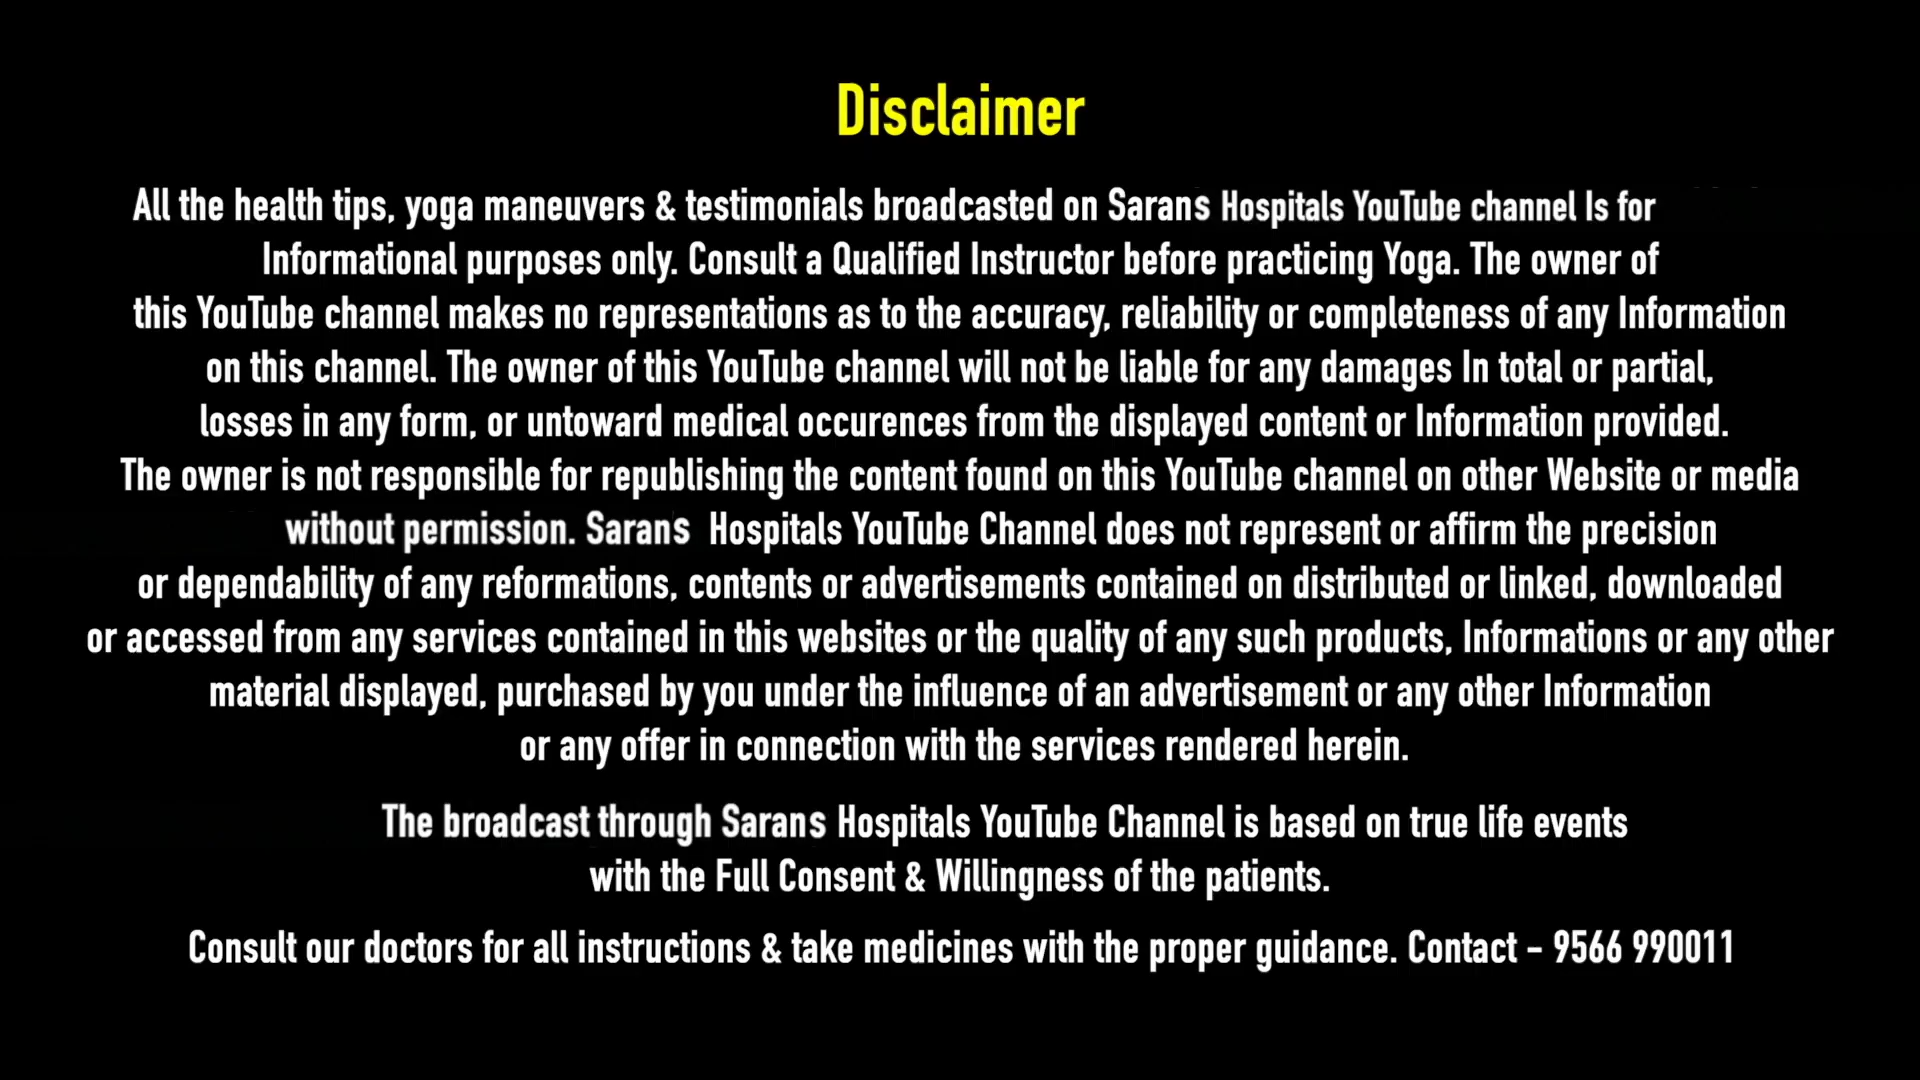 Disclaimer
All the health tips, yoga maneuvers & testimonials broadcasted on Sarans Hospitals YouTube channel Is for
Informational purposes only. Consult a Qualified Instructor before practicing Yoga. The owner of
this YouTube channel makes no representations as to the accuracy, reliability or completeness of any Information
on this channel. The owner of this YouTube channel will not be liable for any damages In total or partial,
losses in any form, or untoward medical occurences from the displayed content or Information provided.
The owner is not responsible for republishing the content found on this YouTube channel on other Website or media
without permission. Sarans Hospitals YouTube Channel does not represent or affirm the precision
or dependability of any reformations, contents or advertisements contained on distributed or linked, downloaded
or accessed from any services contained in this websites or the quality of any such products, Informations or any other
material displayed, purchased by you under the influence of an advertisement or any other Information
or any offer in connection with the services rendered herein.
The broadcast through Sarans Hospitals YouTube Channel is based on true life events
with the Full Consent & Willingness of the patients.
Consult our doctors for all instructions & take medicines with the proper guidance. Contact - 9566 990011